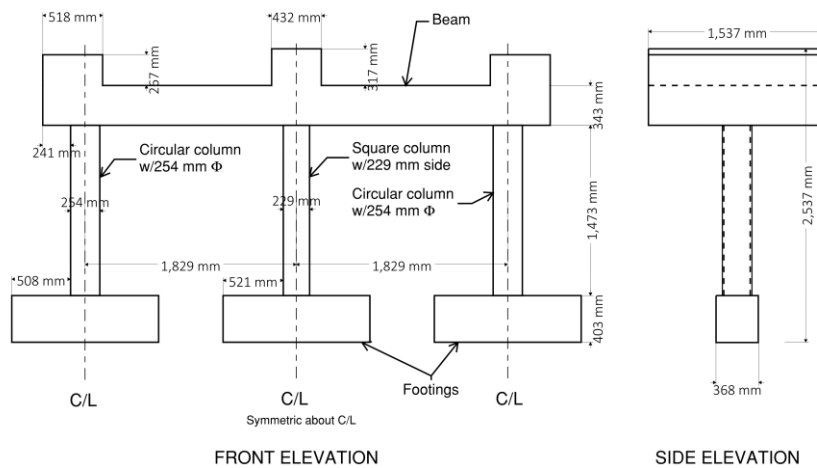 518 mm
432 mm
Beam
1,537 mm
257 mm
317 mm
343 mm
241 mm
Circular column
w/254 mm Φ
Square column
w/229 mm side
Circular column
w/254 mm Φ
254 mm
229 mm
1,473 mm
2,537 mm
1,829 mm
1,829 mm
508 mm
521 mm
403 mm
Footings
368 mm
C/L
C/L
C/L
Symmetric about C/L
FRONT ELEVATION
SIDE ELEVATION